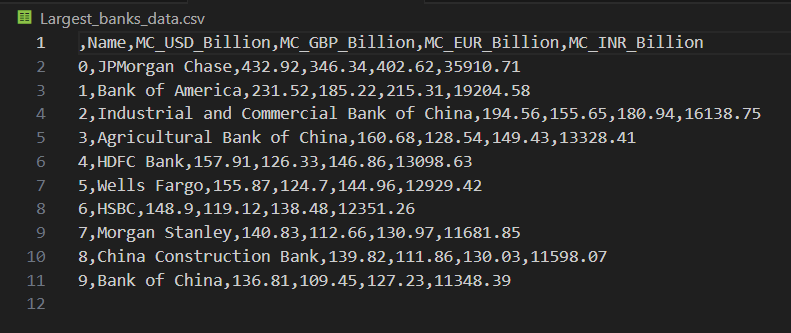 Largest_banks_data.csv
1 ,Name,MC_USD_Billion,MC_GBP_Billion,MC_EUR_Billion,MC_INR_Billion
2 0,JPMorgan Chase,432.92,346.34,402.62,35910.71
3 1,Bank of America,231.52,185.22,215.31,19204.58
4 2,Industrial and Commercial Bank of China,194.56,155.65,180.94,16138.75
5 3,Agricultural Bank of China,160.68,128.54,149.43,13328.41
6 4,HDFC Bank,157.91,126.33,146.86,13098.63
7 5,Wells Fargo,155.87,124.7,144.96,12929.42
8 6,HSBC,148.9,119.12,138.48,12351.26
9 7,Morgan Stanley,140.83,112.66,130.97,11681.85
10 8,China Construction Bank,139.82,111.86,130.03,11598.07
11 9,Bank of China,136.81,109.45,127.23,11348.39
12